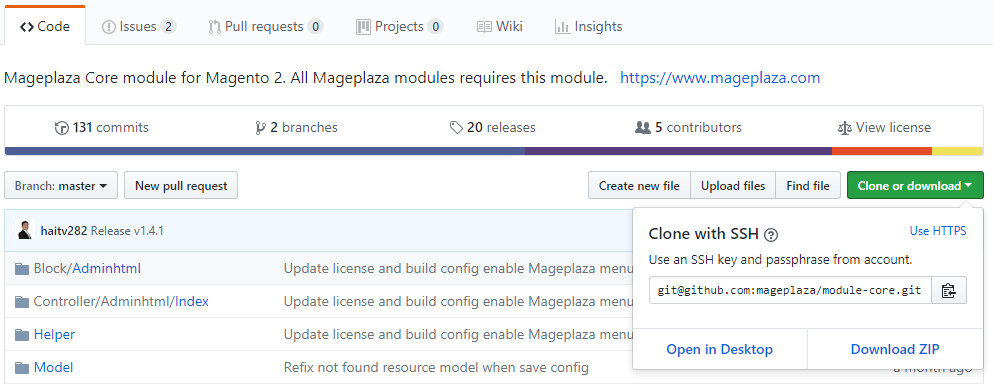 Code Issues 2 Pull requests 0 Projects 0 Wiki Insights
Mageplaza Core module for Magento 2. All Mageplaza modules requires this module. https://www.mageplaza.com
131 commits 2 branches 20 releases 5 contributors View license
Branch: master New pull request Create new file Upload files Find file Clone or download
haitv282 Release v1.4.1
Clone with SSH ? Use HTTPS
Use an SSH key and passphrase from account.
git@github.com:mageplaza/module-core.git
Open in Desktop Download ZIP
Block/Adminhtml Update license and build config enable Mageplaza menu
Controller/Adminhtml/Index Update license and build config enable Mageplaza menu
Helper Update license and build config enable Mageplaza menu
Model Refix not found resource model when save config a month ago